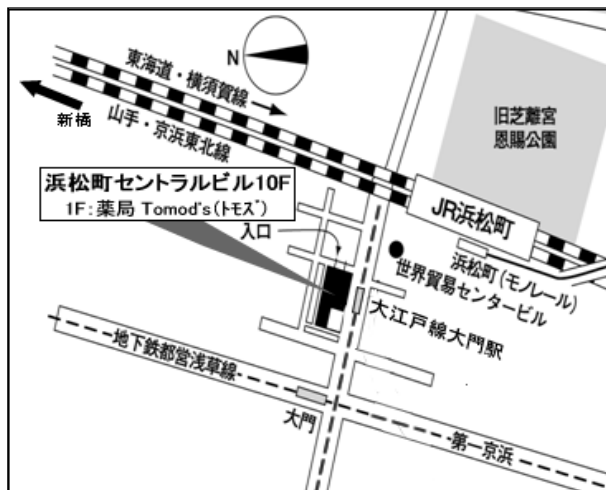 N
東海道・横須賀線
新橋
山手・京浜東北線
旧芝離宮
恩賜公園
浜松町セントラルビル10F
1F:薬局 Tomod's(トモズ)
入口
JR浜松町
浜松町(モノレール)
世界貿易センタービル
大江戸線大門駅
地下鉄都営浅草線
大門
第一京浜